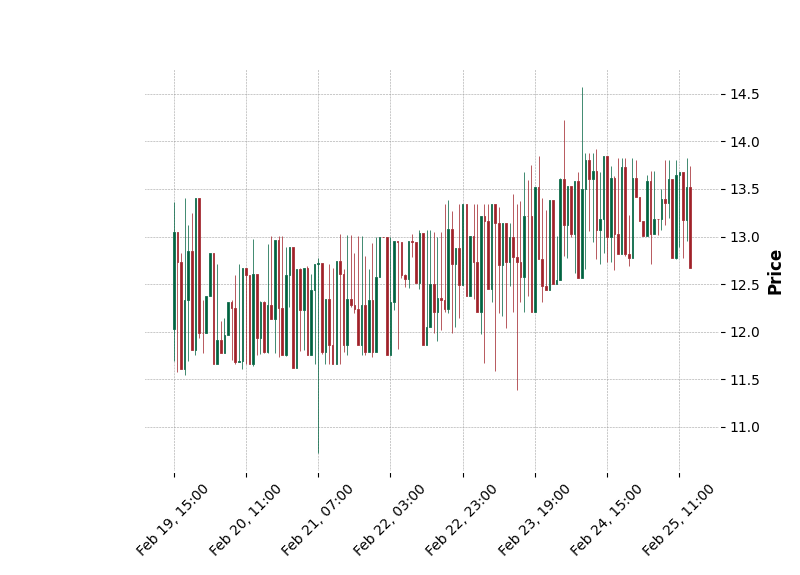 14.5
14.0
13.5
13.0
12.5
12.0
11.5
11.0
Price
Feb 19, 15:00
Feb 20, 11:00
Feb 21, 07:00
Feb 22, 03:00
Feb 22, 23:00
Feb 23, 19:00
Feb 24, 15:00
Feb 25, 11:00